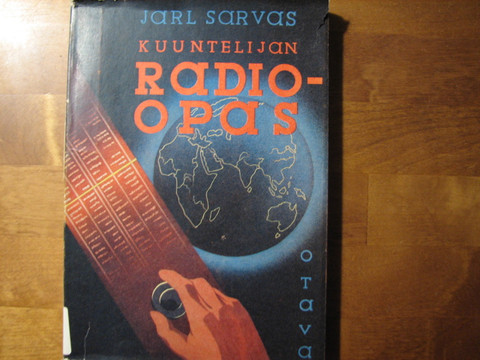 JARL SARVAS
KUUNTELIJAN
RADIO-
OPAS
OTAVA